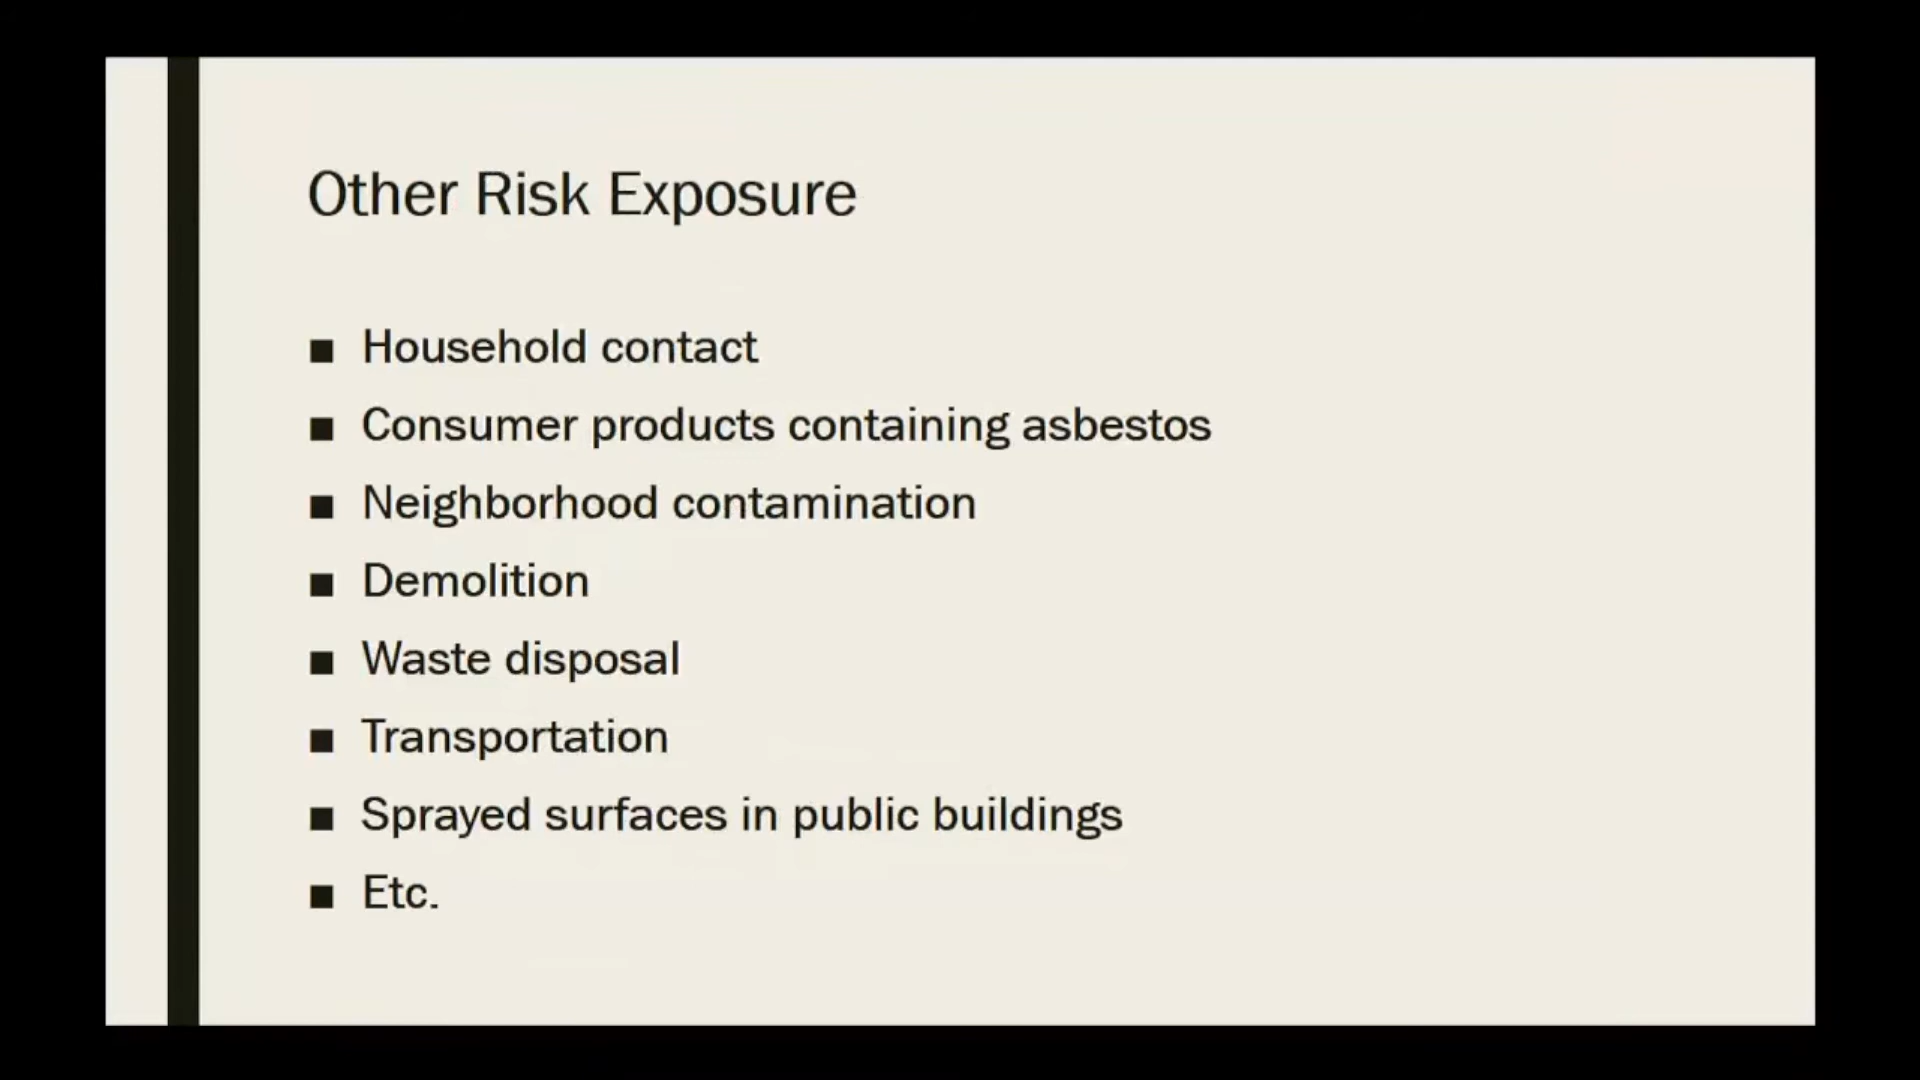 Other Risk Exposure
■ Household contact
■ Consumer products containing asbestos
■ Neighborhood contamination
■ Demolition
■ Waste disposal
■ Transportation
■ Sprayed surfaces in public buildings
■ Etc.